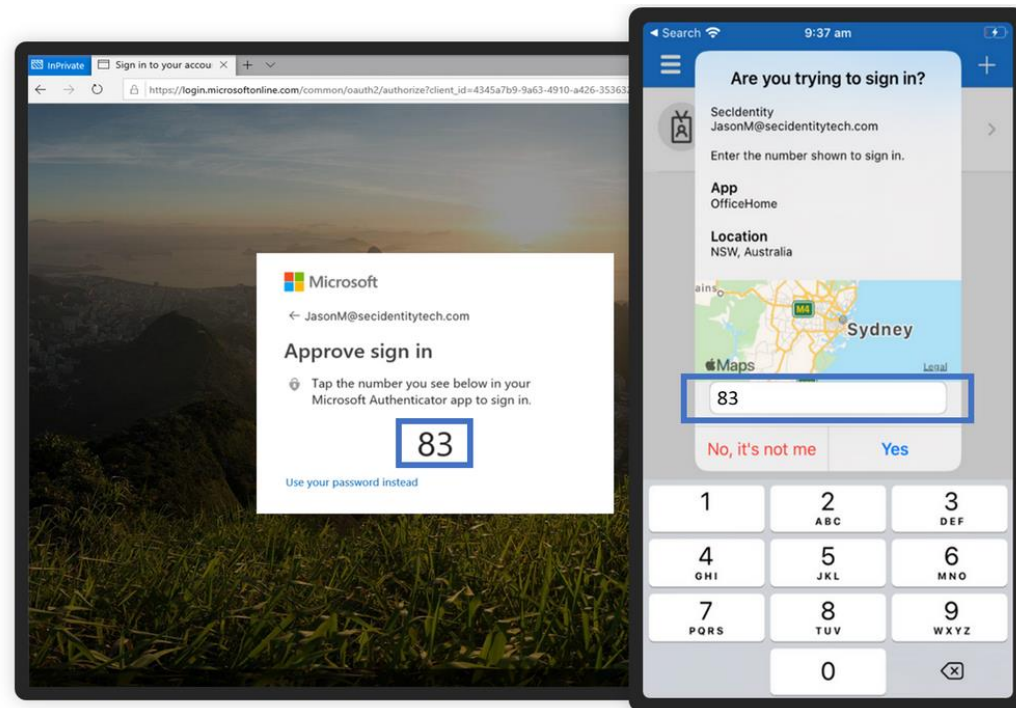 InPrivate
Sign in to your accou
https://login.microsoftonline.com/common/oauth2/authorize?client_id=4345a7b9-9a63-4910-a426-35363
Microsoft
← JasonM@secidentitytech.com
Approve sign in
Tap the number you see below in your
Microsoft Authenticator app to sign in.
83
Use your password instead
◀ Search 9:37 am
Are you trying to sign in?
SecIdentity
JasonM@secidentitytech.com
Enter the number shown to sign in.
App
OfficeHome
Location
NSW, Australia
ains
M4
Sydney
Maps Legal
83
No, it's not me Yes
1 2 3
ABC DEF
4 5 6
GHI JKL MNO
7 8 9
PQRS TUV WXYZ
0